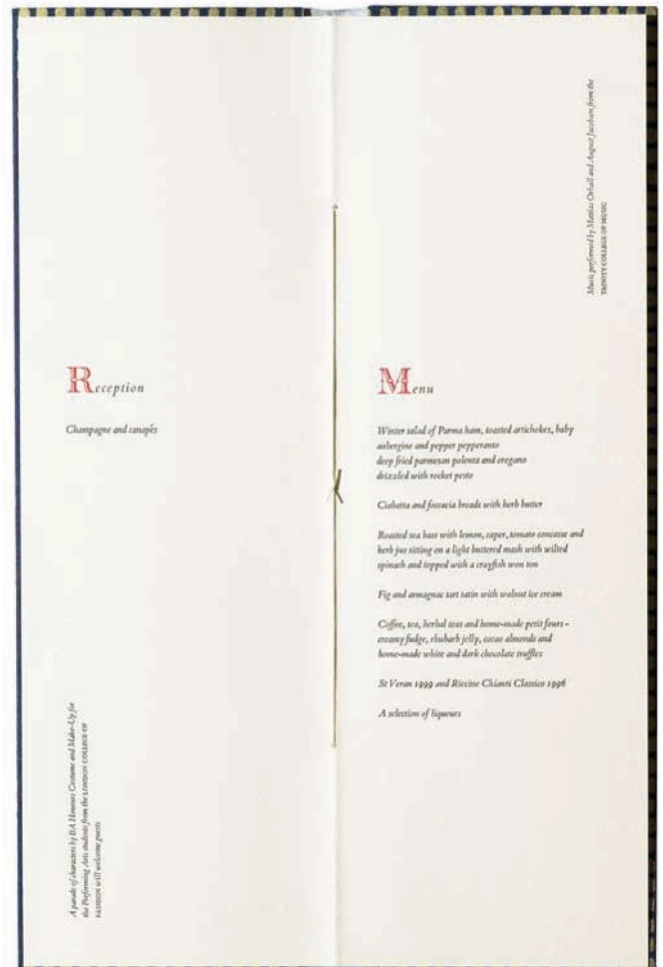 Reception
Champagne and canapés
A parade of characters by BA Honours Costume and Make-Up for
the Performing Arts students from the LONDON COLLEGE OF
FASHION will welcome guests
Music performed by Mattias and August from the
TRINITY COLLEGE OF MUSIC
Menu
Winter salad of Parma ham, toasted artichokes, baby
aubergine and pepper pepperanto
deep fried parmesan polenta and oregano
drizzled with rocket pesto
Ciabatta and foccacia breads with herb butter
Roasted sea bass with lemon, caper, tomato concasse and
herb jus sitting on a light buttered mash with wilted
spinach and topped with a crayfish won ton
Fig and armagnac tart tatin with walnut ice cream
Coffee, tea, herbal teas and home-made petit fours –
creamy fudge, rhubarb jelly, cacao almonds and
home-made white and dark chocolate truffles
St Veran 1999 and Riecine Chianti Classico 1996
A selection of liqueurs